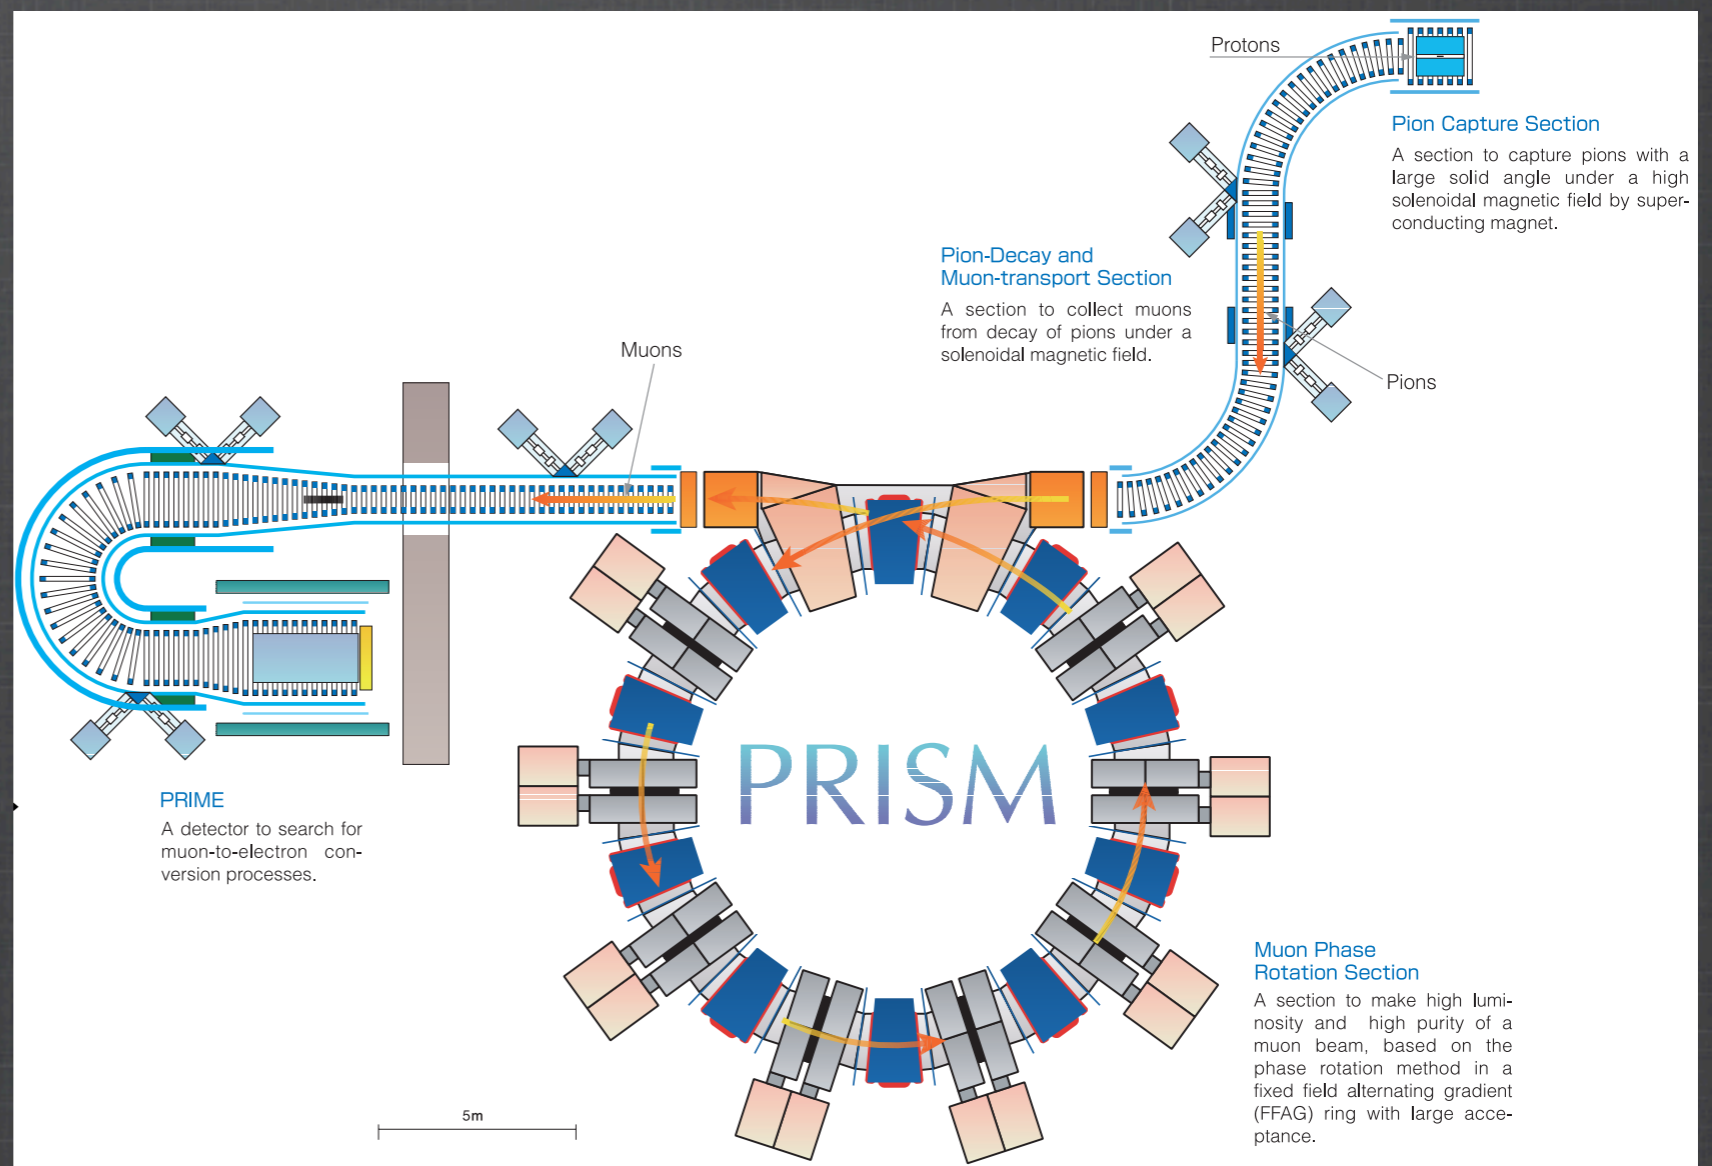 Protons
Pion Capture Section
A section to capture pions with a
large solid angle under a high
solenoidal magnetic field by super-
conducting magnet.
Pion-Decay and
Muon-transport Section
A section to collect muons
from decay of pions under a
solenoidal magnetic field.
Muons
Pions
PRISM
PRIME
A detector to search for
muon-to-electron con-
version processes.
Muon Phase
Rotation Section
A section to make high lumi-
nosity and high purity of a
muon beam, based on the
phase rotation method in a
fixed field alternating gradient
(FFAG) ring with large acce-
ptance.
5m